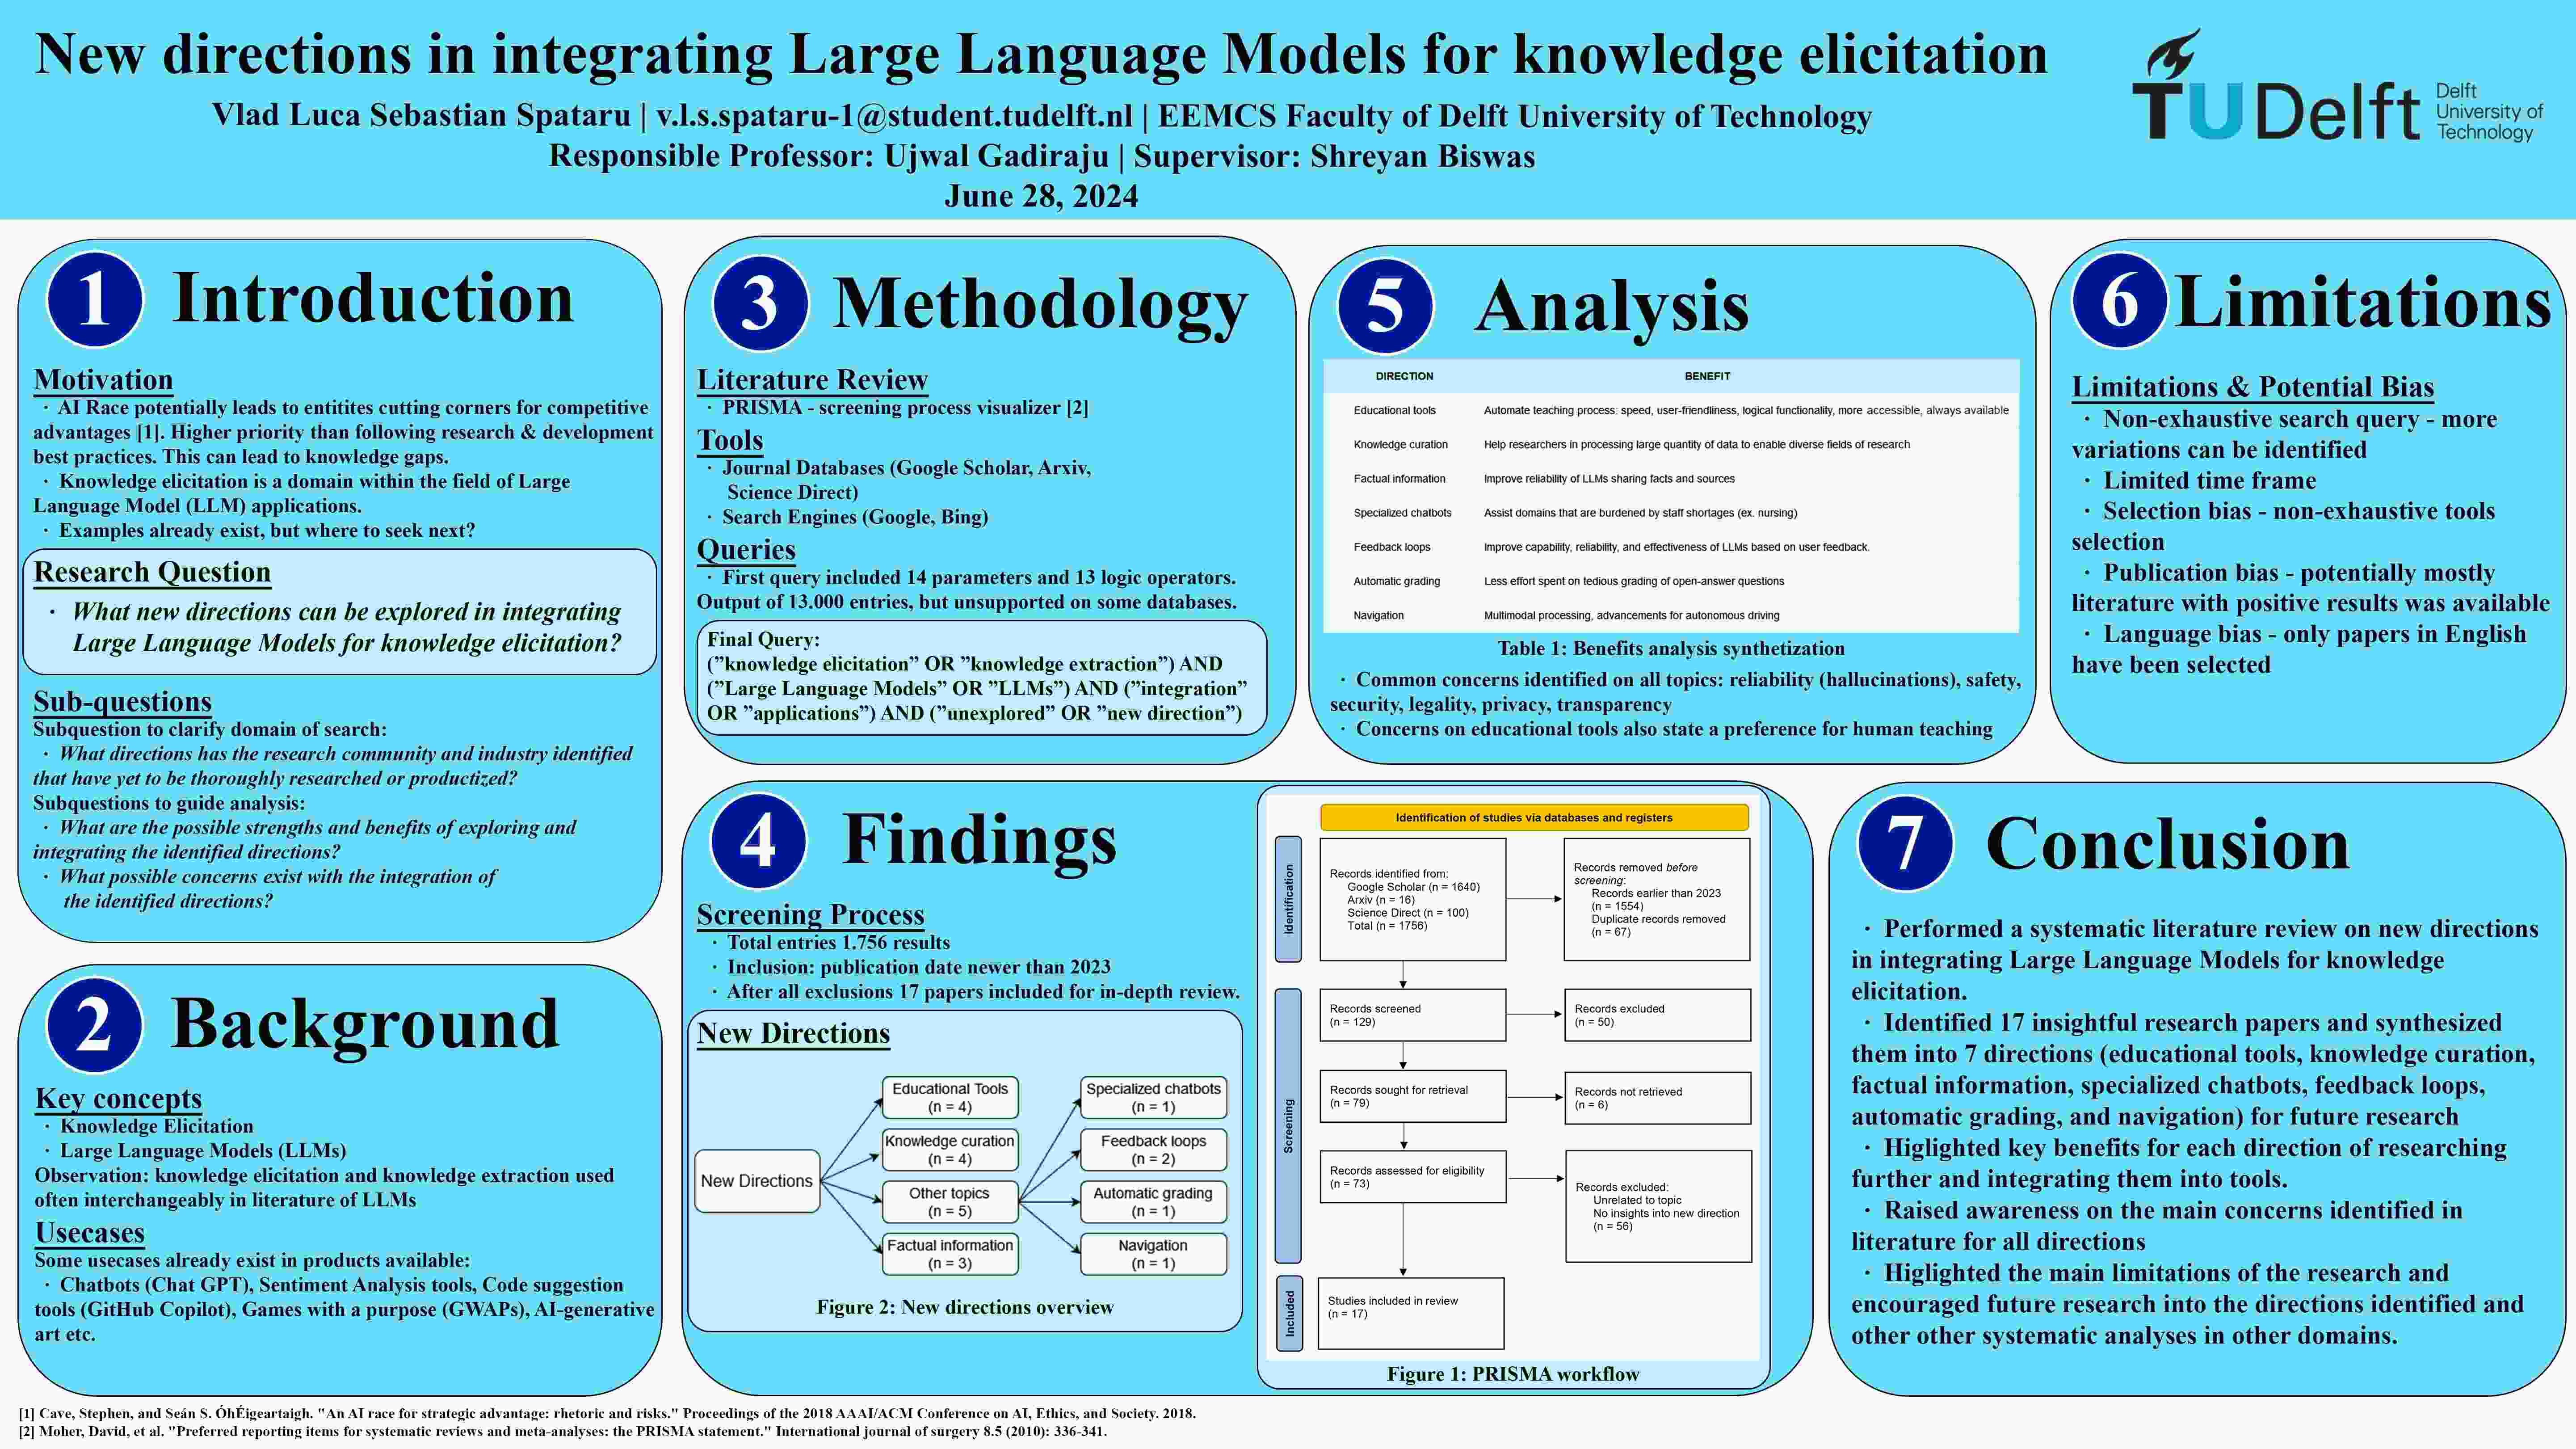 New directions in integrating Large Language Models for knowledge elicitation
Vlad Luca Sebastian Spataru | v.l.s.spataru-1@student.tudelft.nl | EEMCS Faculty of Delft University of Technology
Responsible Professor: Ujwal Gadiraju | Supervisor: Shreyan Biswas
June 28, 2024
TUDelft
Delft
University of
Technology
1 Introduction
Motivation
· AI Race potentially leads to entitites cutting corners for competitive
advantages [1]. Higher priority than following research & development
best practices. This can lead to knowledge gaps.
· Knowledge elicitation is a domain within the field of Large
Language Model (LLM) applications.
· Examples already exist, but where to seek next?
Research Question
· What new directions can be explored in integrating
Large Language Models for knowledge elicitation?
Sub-questions
Subquestion to clarify domain of search:
· What directions has the research community and industry identified
that have yet to be thoroughly researched or productized?
Subquestions to guide analysis:
· What are the possible strengths and benefits of exploring and
integrating the identified directions?
· What possible concerns exist with the integration of
the identified directions?
2 Background
Key concepts
· Knowledge Elicitation
· Large Language Models (LLMs)
Observation: knowledge elicitation and knowledge extraction used
often interchangeably in literature of LLMs
Usecases
Some usecases already exist in products available:
· Chatbots (Chat GPT), Sentiment Analysis tools, Code suggestion
tools (GitHub Copilot), Games with a purpose (GWAPs), AI-generative
art etc.
3 Methodology
Literature Review
· PRISMA - screening process visualizer [2]
Tools
· Journal Databases (Google Scholar, Arxiv,
Science Direct)
· Search Engines (Google, Bing)
Queries
· First query included 14 parameters and 13 logic operators.
Output of 13.000 entries, but unsupported on some databases.
Final Query:
(”knowledge elicitation” OR ”knowledge extraction”) AND
(”Large Language Models” OR ”LLMs”) AND (”integration”
OR ”applications”) AND (”unexplored” OR ”new direction”)
4 Findings
Screening Process
· Total entries 1.756 results
· Inclusion: publication date newer than 2023
· After all exclusions 17 papers included for in-depth review.
New Directions
New Directions
Educational Tools
(n = 4)
Knowledge curation
(n = 4)
Other topics
(n = 5)
Factual information
(n = 3)
Specialized chatbots
(n = 1)
Feedback loops
(n = 2)
Automatic grading
(n = 1)
Navigation
(n = 1)
Figure 2: New directions overview
Identification of studies via databases and registers
Identification
Records identified from:
Google Scholar (n = 1640)
Arxiv (n = 16)
Science Direct (n = 100)
Total (n = 1756)
Records removed before
screening:
Records earlier than 2023
(n = 1554)
Duplicate records removed
(n = 67)
Screening
Records screened
(n = 129)
Records excluded
(n = 50)
Records sought for retrieval
(n = 79)
Records not retrieved
(n = 6)
Records assessed for eligibility
(n = 73)
Records excluded:
Unrelated to topic
No insights into new direction
(n = 56)
Included
Studies included in review
(n = 17)
Figure 1: PRISMA workflow
5 Analysis
DIRECTION BENEFIT
Educational tools Automate teaching process: speed, user-friendliness, logical functionality, more accessible, always available
Knowledge curation Help researchers in processing large quantity of data to enable diverse fields of research
Factual information Improve reliability of LLMs sharing facts and sources
Specialized chatbots Assist domains that are burdened by staff shortages (ex. nursing)
Feedback loops Improve capability, reliability, and effectiveness of LLMs based on user feedback.
Automatic grading Less effort spent on tedious grading of open-answer questions
Navigation Multimodal processing, advancements for autonomous driving
Table 1: Benefits analysis synthetization
· Common concerns identified on all topics: reliability (hallucinations), safety,
security, legality, privacy, transparency
· Concerns on educational tools also state a preference for human teaching
6 Limitations
Limitations & Potential Bias
· Non-exhaustive search query - more
variations can be identified
· Limited time frame
· Selection bias - non-exhaustive tools
selection
· Publication bias - potentially mostly
literature with positive results was available
· Language bias - only papers in English
have been selected
7 Conclusion
· Performed a systematic literature review on new directions
in integrating Large Language Models for knowledge
elicitation.
· Identified 17 insightful research papers and synthesized
them into 7 directions (educational tools, knowledge curation,
factual information, specialized chatbots, feedback loops,
automatic grading, and navigation) for future research
· Higlighted key benefits for each direction of researching
further and integrating them into tools.
· Raised awareness on the main concerns identified in
literature for all directions
· Higlighted the main limitations of the research and
encouraged future research into the directions identified and
other other systematic analyses in other domains.
[1] Cave, Stephen, and Seán S. ÓhÉigeartaigh. "An AI race for strategic advantage: rhetoric and risks." Proceedings of the 2018 AAAI/ACM Conference on AI, Ethics, and Society. 2018.
[2] Moher, David, et al. "Preferred reporting items for systematic reviews and meta-analyses: the PRISMA statement." International journal of surgery 8.5 (2010): 336-341.